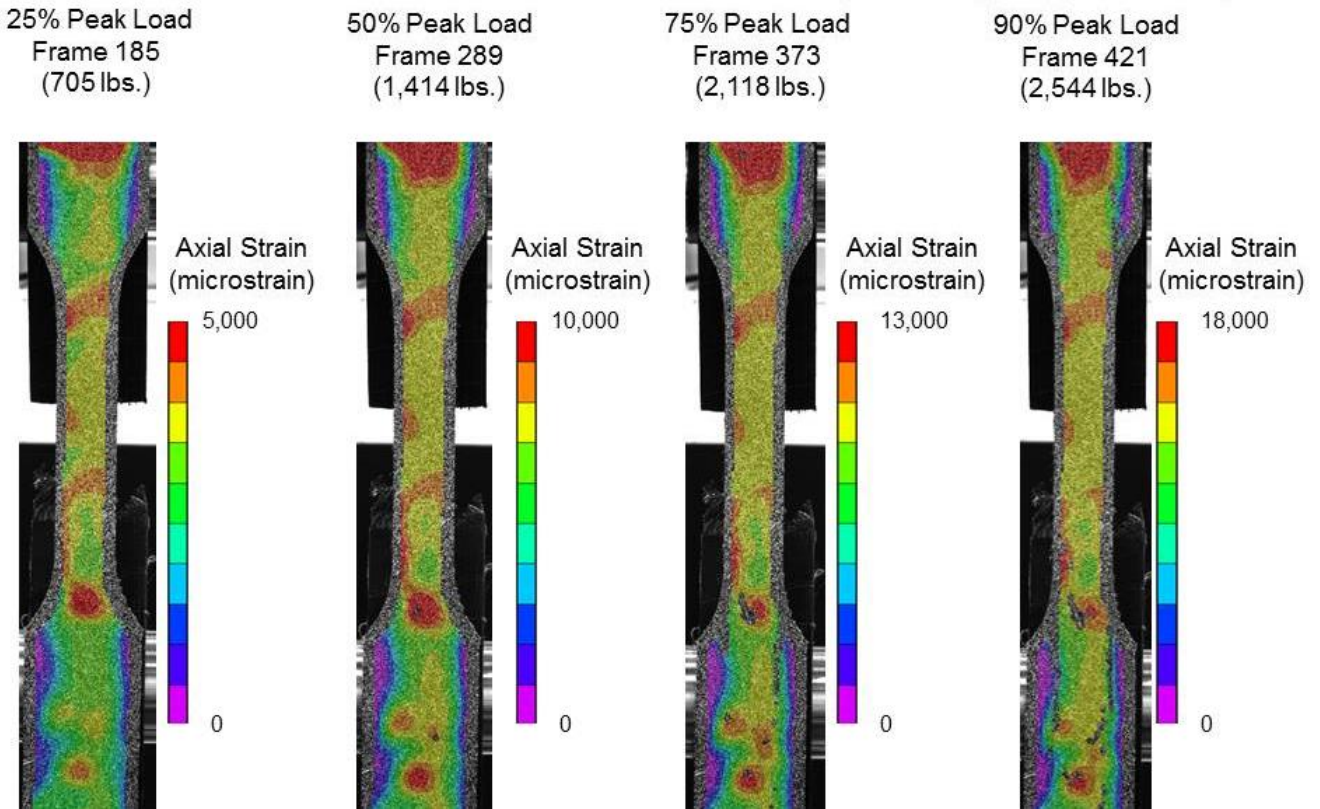 25% Peak Load
Frame 185
(705 lbs.)
50% Peak Load
Frame 289
(1,414 lbs.)
75% Peak Load
Frame 373
(2,118 lbs.)
90% Peak Load
Frame 421
(2,544 lbs.)
Axial Strain
(microstrain)
5,000
0
Axial Strain
(microstrain)
10,000
0
Axial Strain
(microstrain)
13,000
0
Axial Strain
(microstrain)
18,000
0